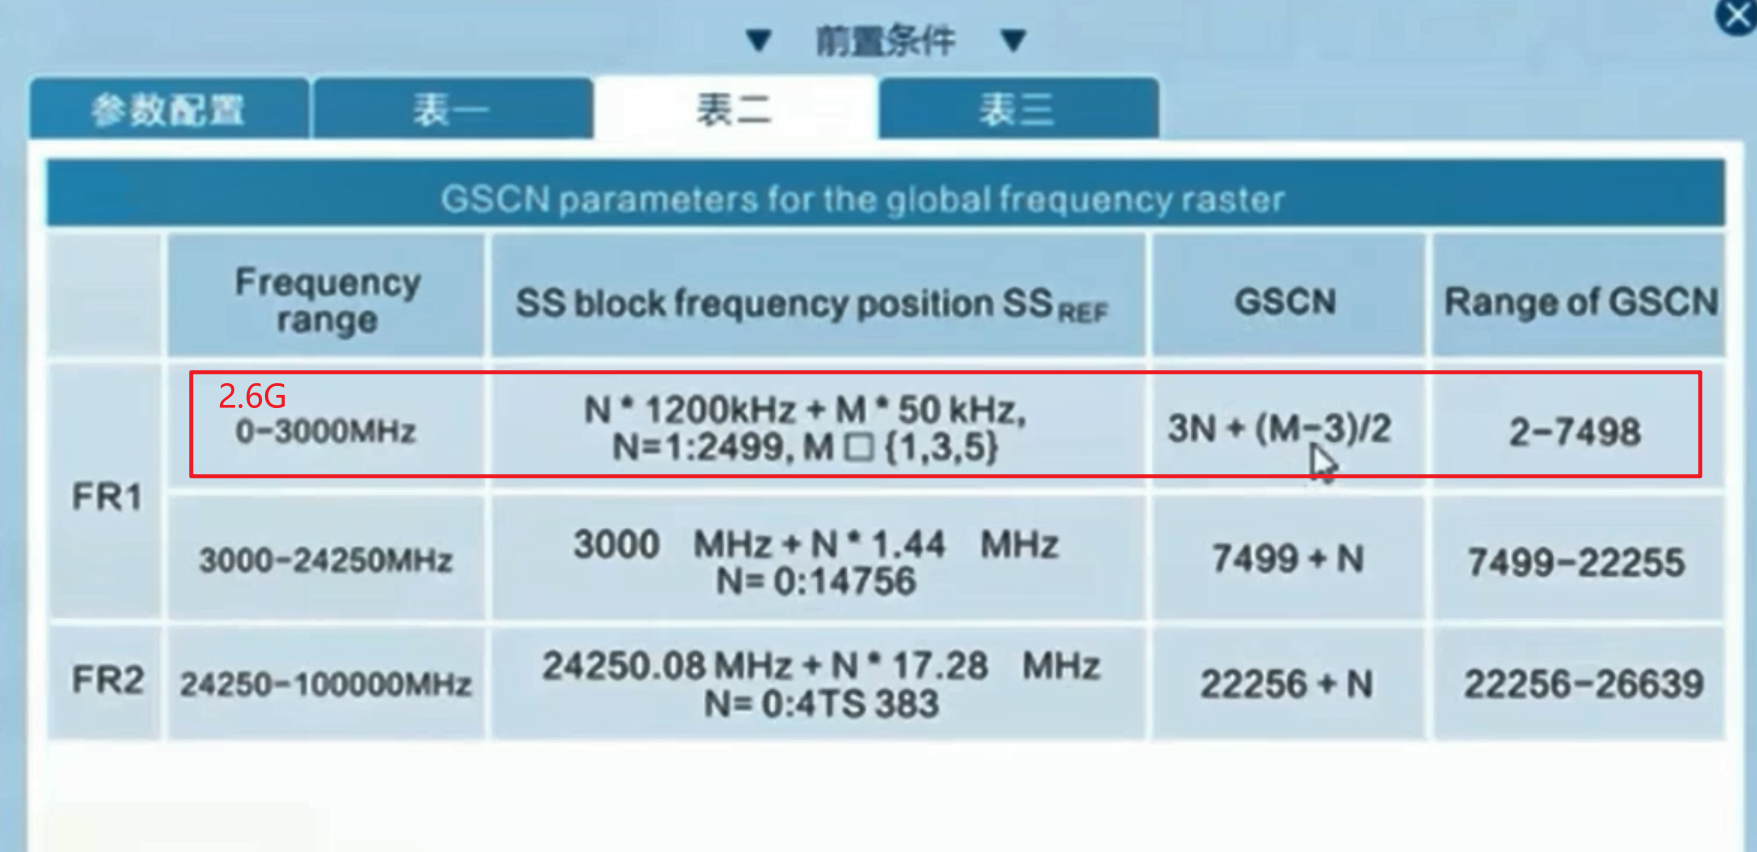 ▼ 前置条件 ▼
参数配置 表一 表二 表三
GSCN parameters for the global frequency raster
Frequency range SS block frequency position SS REF GSCN Range of GSCN
FR1
2.6G
0-3000MHz
N * 1200kHz + M * 50 kHz,
N=1:2499, M □ {1,3,5}
3N + (M-3)/2
2-7498
3000-24250MHz
3000 MHz + N * 1.44 MHz
N= 0:14756
7499 + N
7499-22255
FR2
24250-100000MHz
24250.08 MHz + N * 17.28 MHz
N= 0:4TS 383
22256 + N
22256-26639